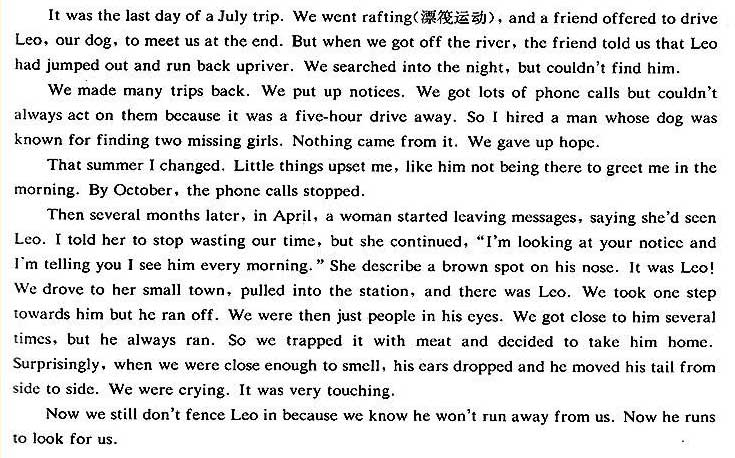 It was the last day of a July trip. We went rafting(漂筏运动), and a friend offered to drive
Leo, our dog, to meet us at the end. But when we got off the river, the friend told us that Leo
had jumped out and run back upriver. We searched into the night, but couldn't find him.
We made many trips back. We put up notices. We got lots of phone calls but couldn't
always act on them because it was a five-hour drive away. So I hired a man whose dog was
known for finding two missing girls. Nothing came from it. We gave up hope.
That summer I changed. Little things upset me, like him not being there to greet me in the
morning. By October, the phone calls stopped.
Then several months later, in April, a woman started leaving messages, saying she'd seen
Leo. I told her to stop wasting our time, but she continued, "I'm looking at your notice and
I'm telling you I see him every morning." She describe a brown spot on his nose. It was Leo!
We drove to her small town, pulled into the station, and there was Leo. We took one step
towards him but he ran off. We were then just people in his eyes. We got close to him several
times, but he always ran. So we trapped it with meat and decided to take him home.
Surprisingly, when we were close enough to smell, his ears dropped and he moved his tail from
side to side. We were crying. It was very touching.
Now we still don't fence Leo in because we know he won't run away from us. Now he runs
to look for us.